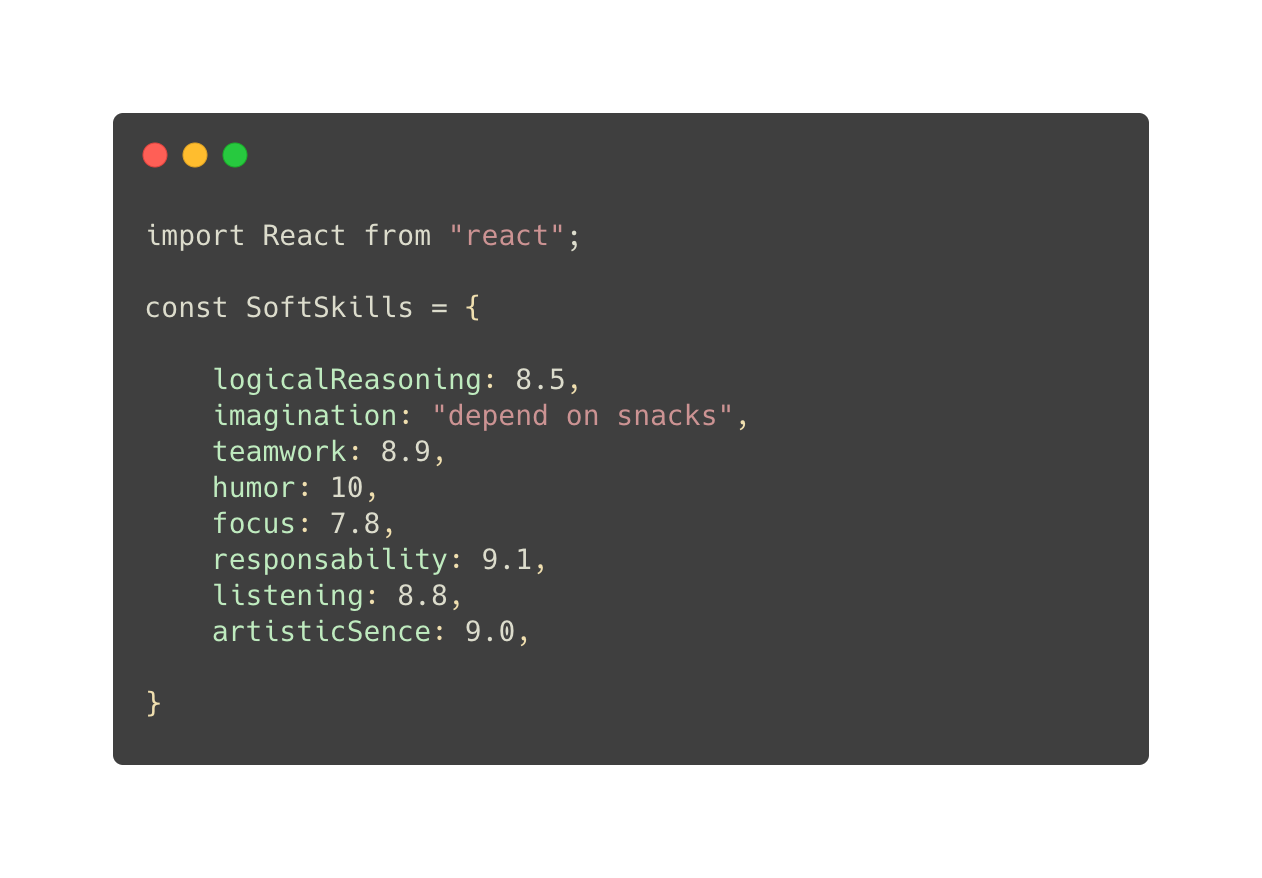 import React from "react";
const SoftSkills = {
logicalReasoning: 8.5,
imagination: "depend on snacks",
teamwork: 8.9,
humor: 10,
focus: 7.8,
responsability: 9.1,
listening: 8.8,
artisticSence: 9.0,
}